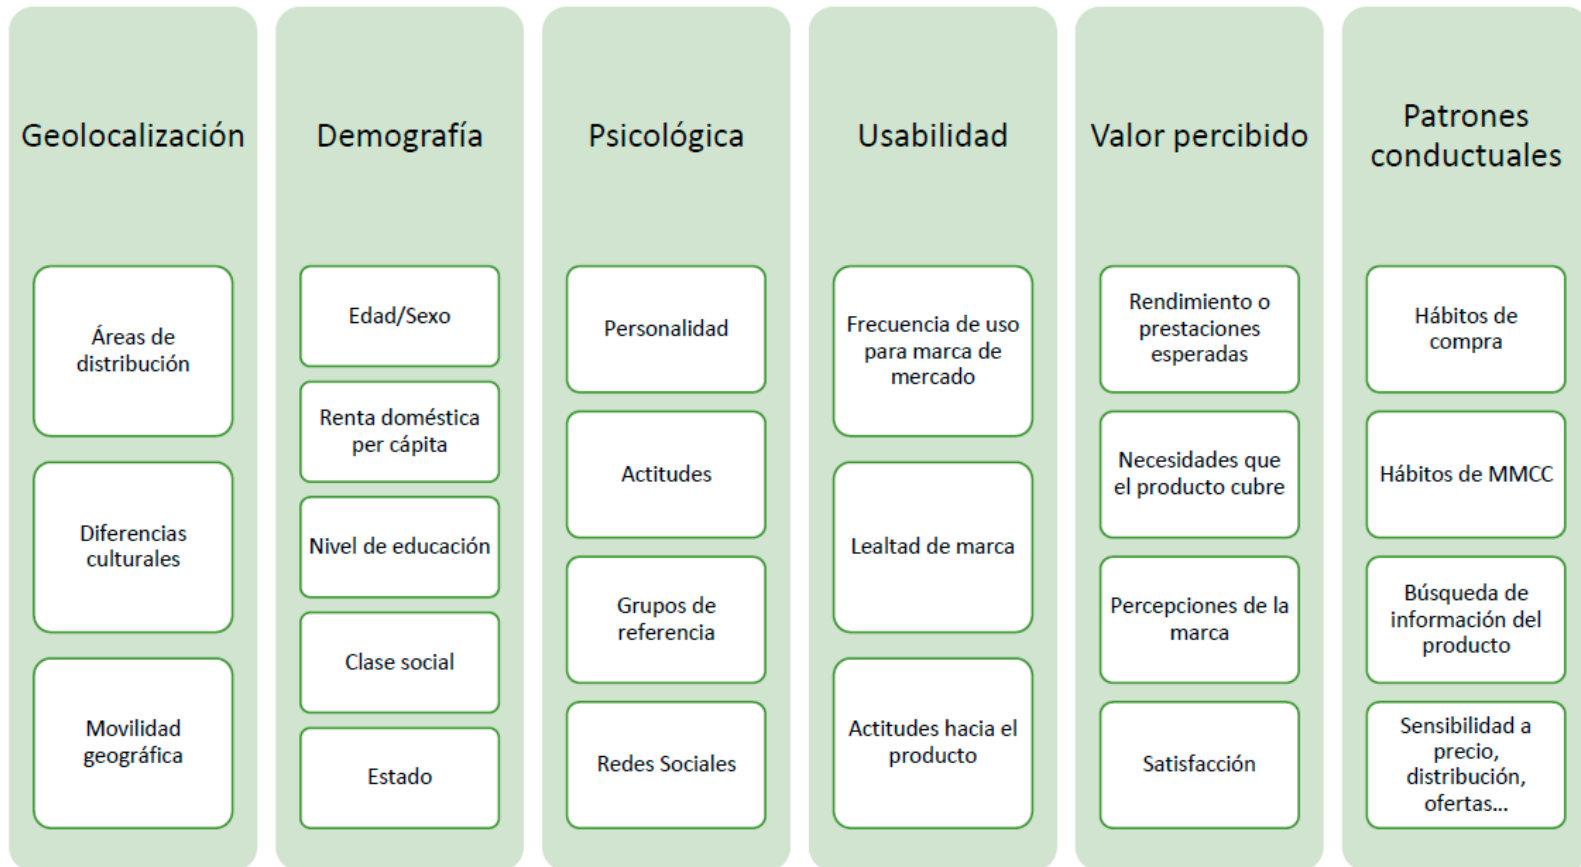 Geolocalización
Áreas de
distribución
Diferencias
culturales
Movilidad
geográfica
Demografía
Edad/Sexo
Renta doméstica
per cápita
Nivel de educación
Clase social
Estado
Psicológica
Personalidad
Actitudes
Grupos de
referencia
Redes Sociales
Usabilidad
Frecuencia de uso
para marca de
mercado
Lealtad de marca
Actitudes hacia el
producto
Valor percibido
Rendimiento o
prestaciones
esperadas
Necesidades que
el producto cubre
Percepciones de la
marca
Satisfacción
Patrones
conductuales
Hábitos de
compra
Hábitos de MMCC
Búsqueda de
información del
producto
Sensibilidad a
precio,
distribución,
ofertas...